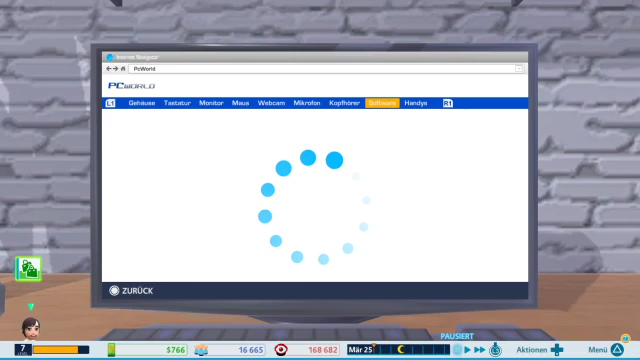 Internet Navigator
PcWorld
PCWORLD
L1 Gehäuse Tastatur Monitor Maus Webcam Mikrofon Kopfhörer Software Handys R1
ZURÜCK
PAUSIERT
7 $766 16 665 168 682 Mär 25 Aktionen Menü